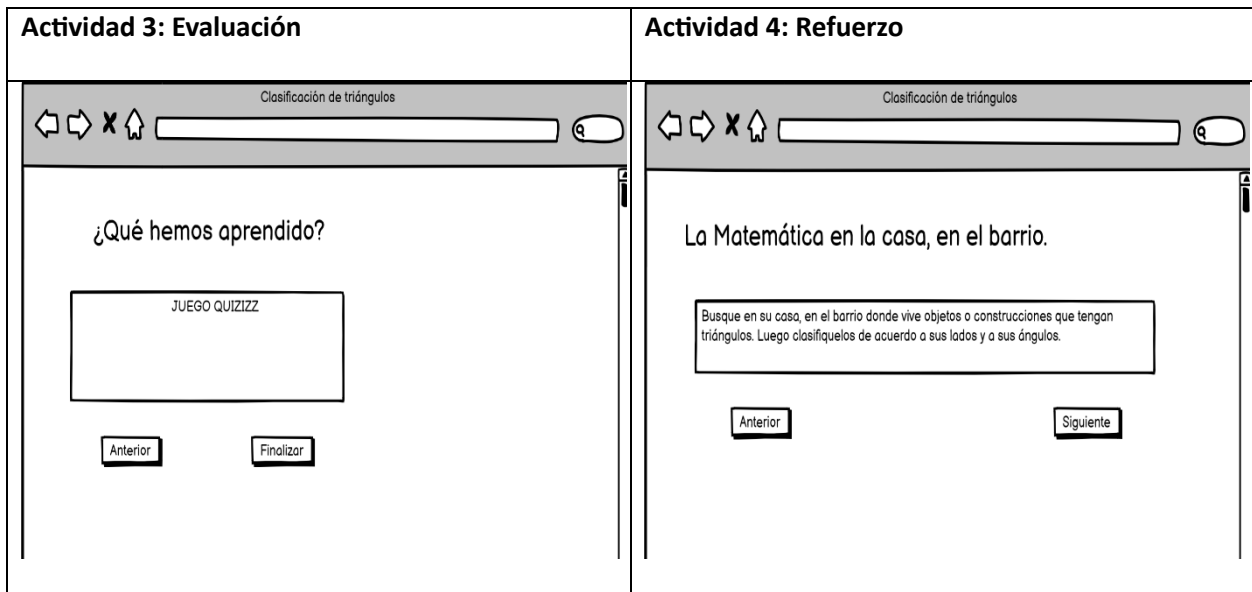 Actividad 3: Evaluación
Clasificación de triángulos
¿Qué hemos aprendido?
JUEGO QUIZIZZ
Anterior
Finalizar
Actividad 4: Refuerzo
Clasificación de triángulos
La Matemática en la casa, en el barrio.
Busque en su casa, en el barrio donde vive objetos o construcciones que tengan
triángulos. Luego clasifiquelos de acuerdo a sus lados y a sus ángulos.
Anterior
Siguiente